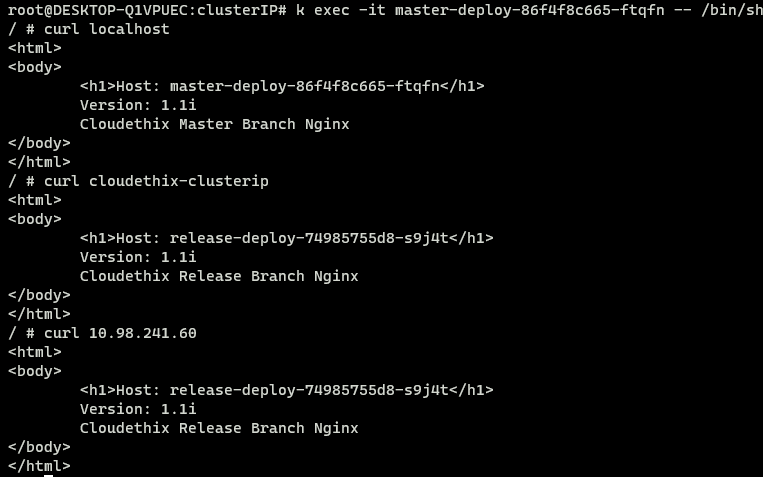 root@DESKTOP-Q1VPUEC:clusterIP# k exec -it master-deploy-86f4f8c665-ftqfn -- /bin/sh
/ # curl localhost
<html>
<body>
        <h1>Host: master-deploy-86f4f8c665-ftqfn</h1>
        Version: 1.1i
        Cloudethix Master Branch Nginx
</body>
</html>
/ # curl cloudethix-clusterip
<html>
<body>
        <h1>Host: release-deploy-74985755d8-s9j4t</h1>
        Version: 1.1i
        Cloudethix Release Branch Nginx
</body>
</html>
/ # curl 10.98.241.60
<html>
<body>
        <h1>Host: release-deploy-74985755d8-s9j4t</h1>
        Version: 1.1i
        Cloudethix Release Branch Nginx
</body>
</html>